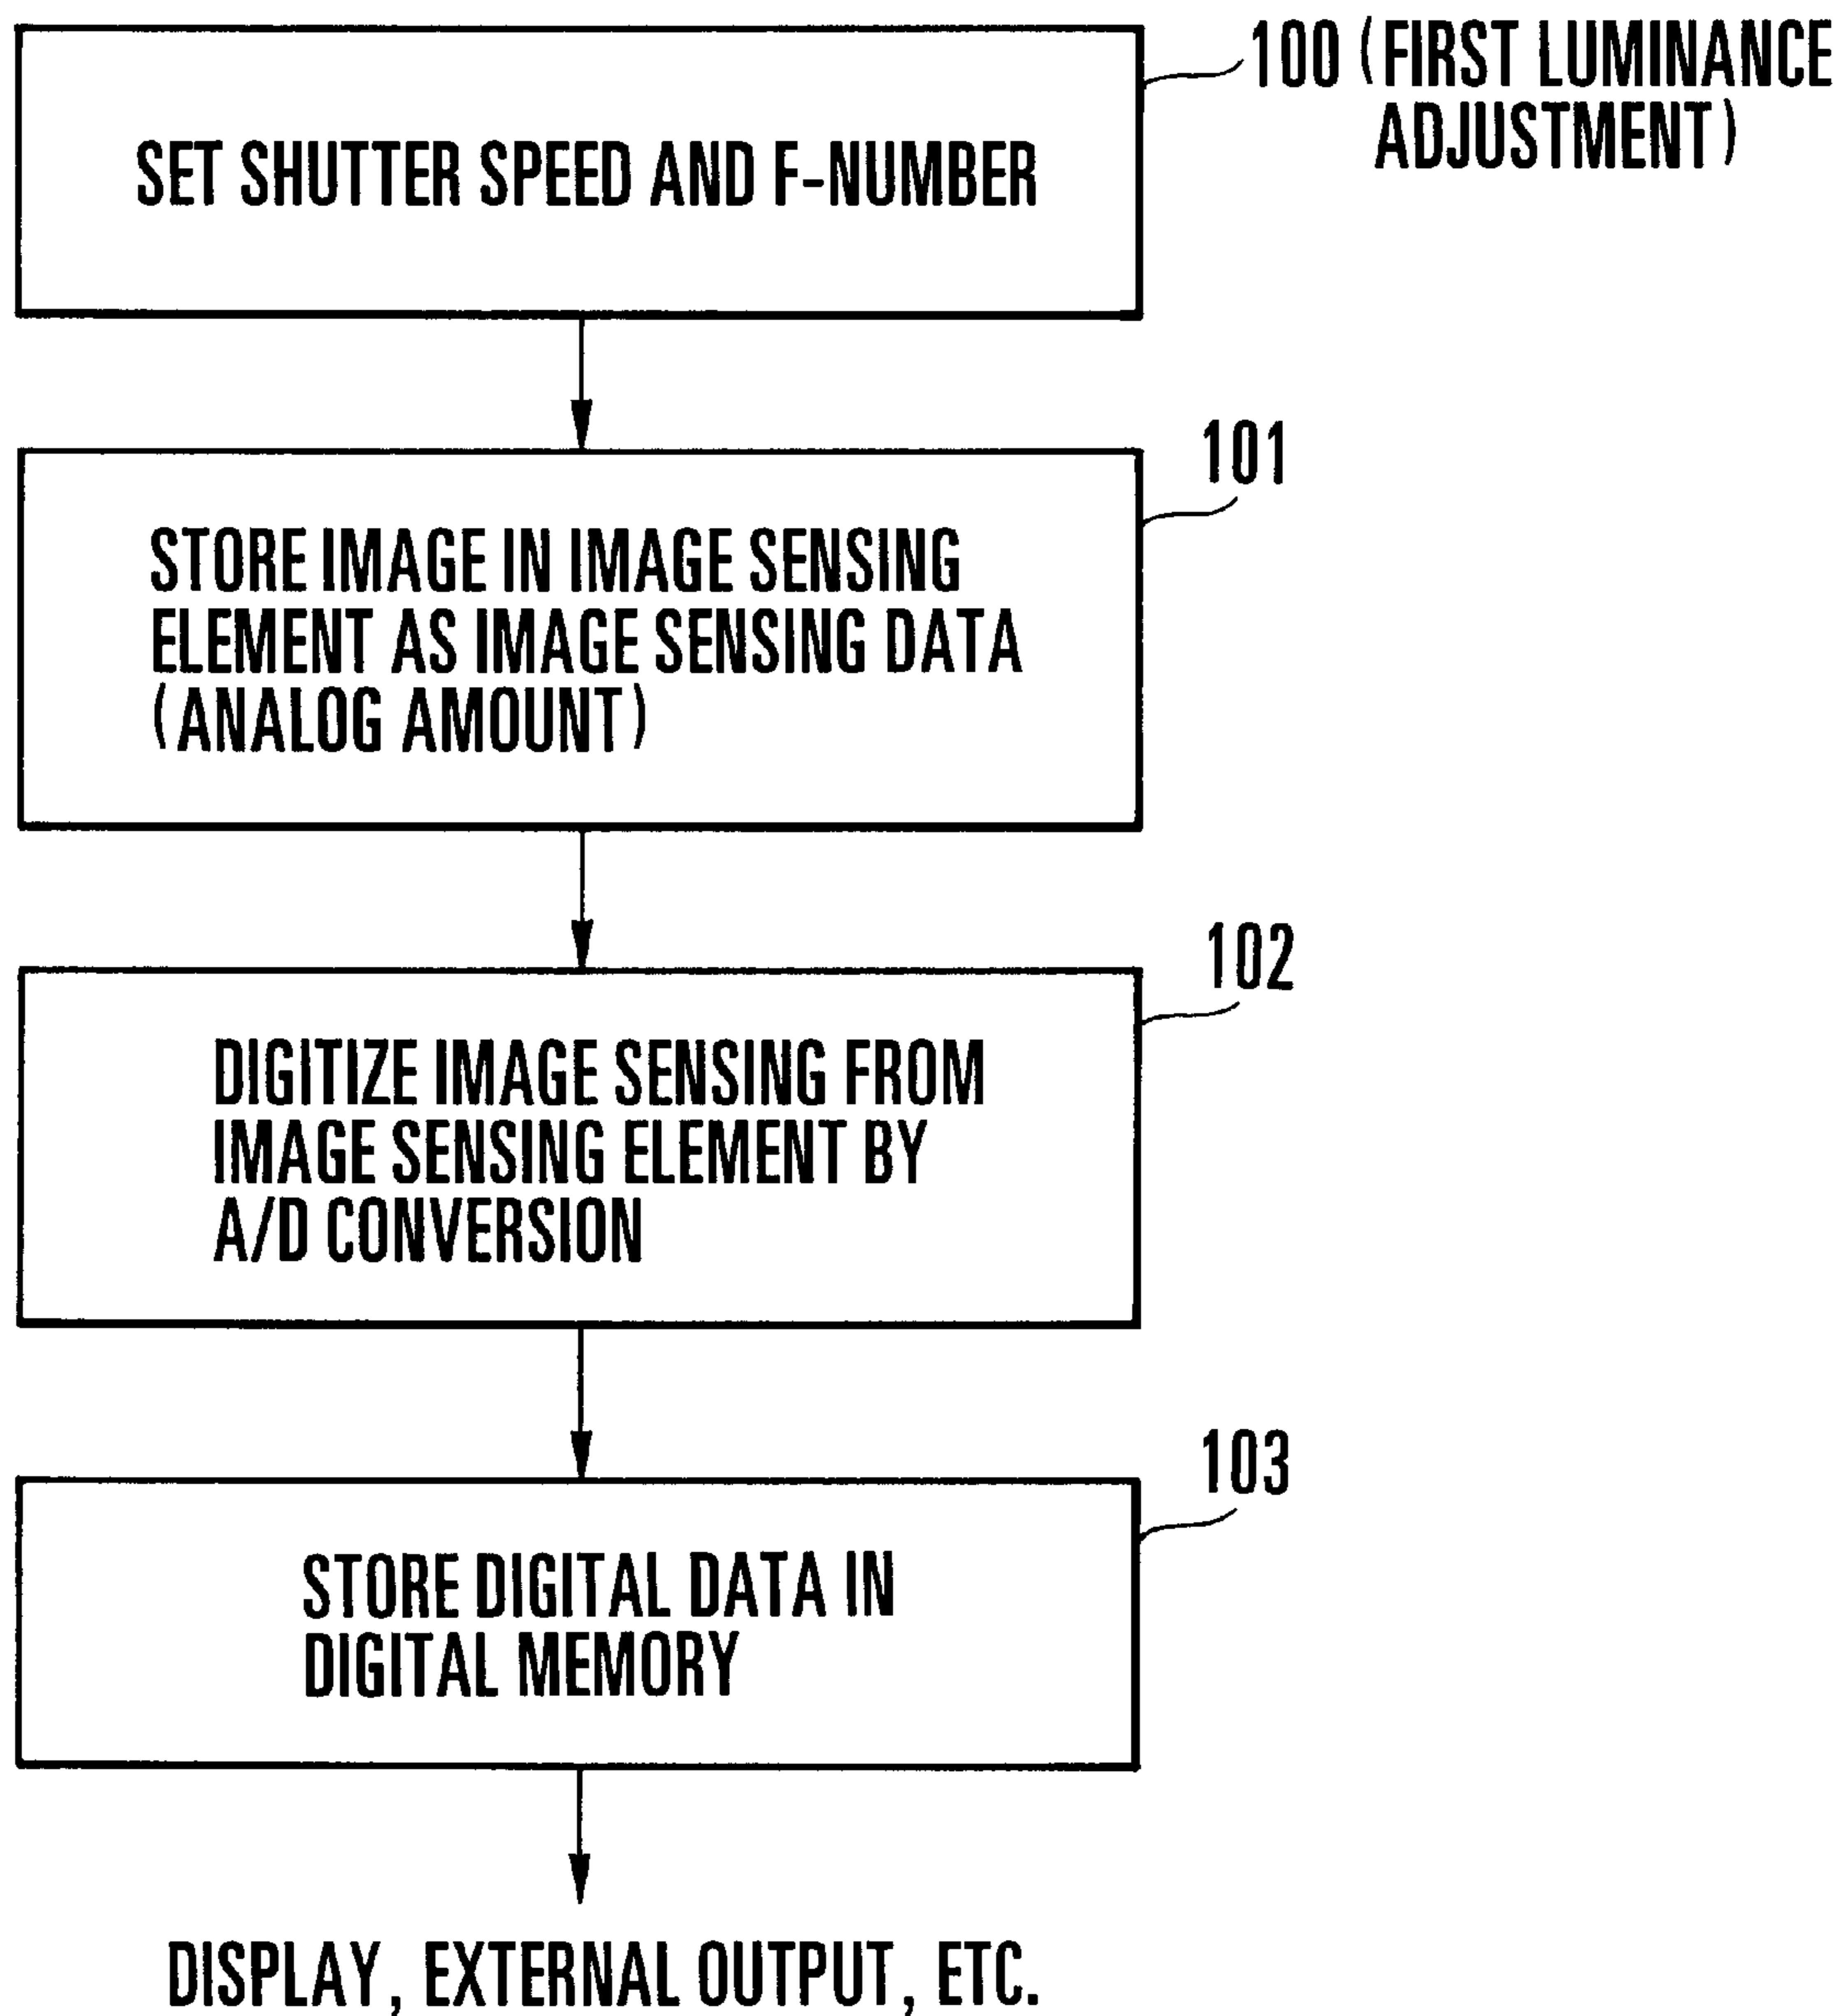 100 (FIRST LUMINANCE
ADJUSTMENT)
SET SHUTTER SPEED AND F-NUMBER
101
STORE IMAGE IN IMAGE SENSING
ELEMENT AS IMAGE SENSING DATA
(ANALOG AMOUNT)
102
DIGITIZE IMAGE SENSING FROM
IMAGE SENSING ELEMENT BY
A/D CONVERSION
103
STORE DIGITAL DATA IN
DIGITAL MEMORY
DISPLAY, EXTERNAL OUTPUT, ETC.